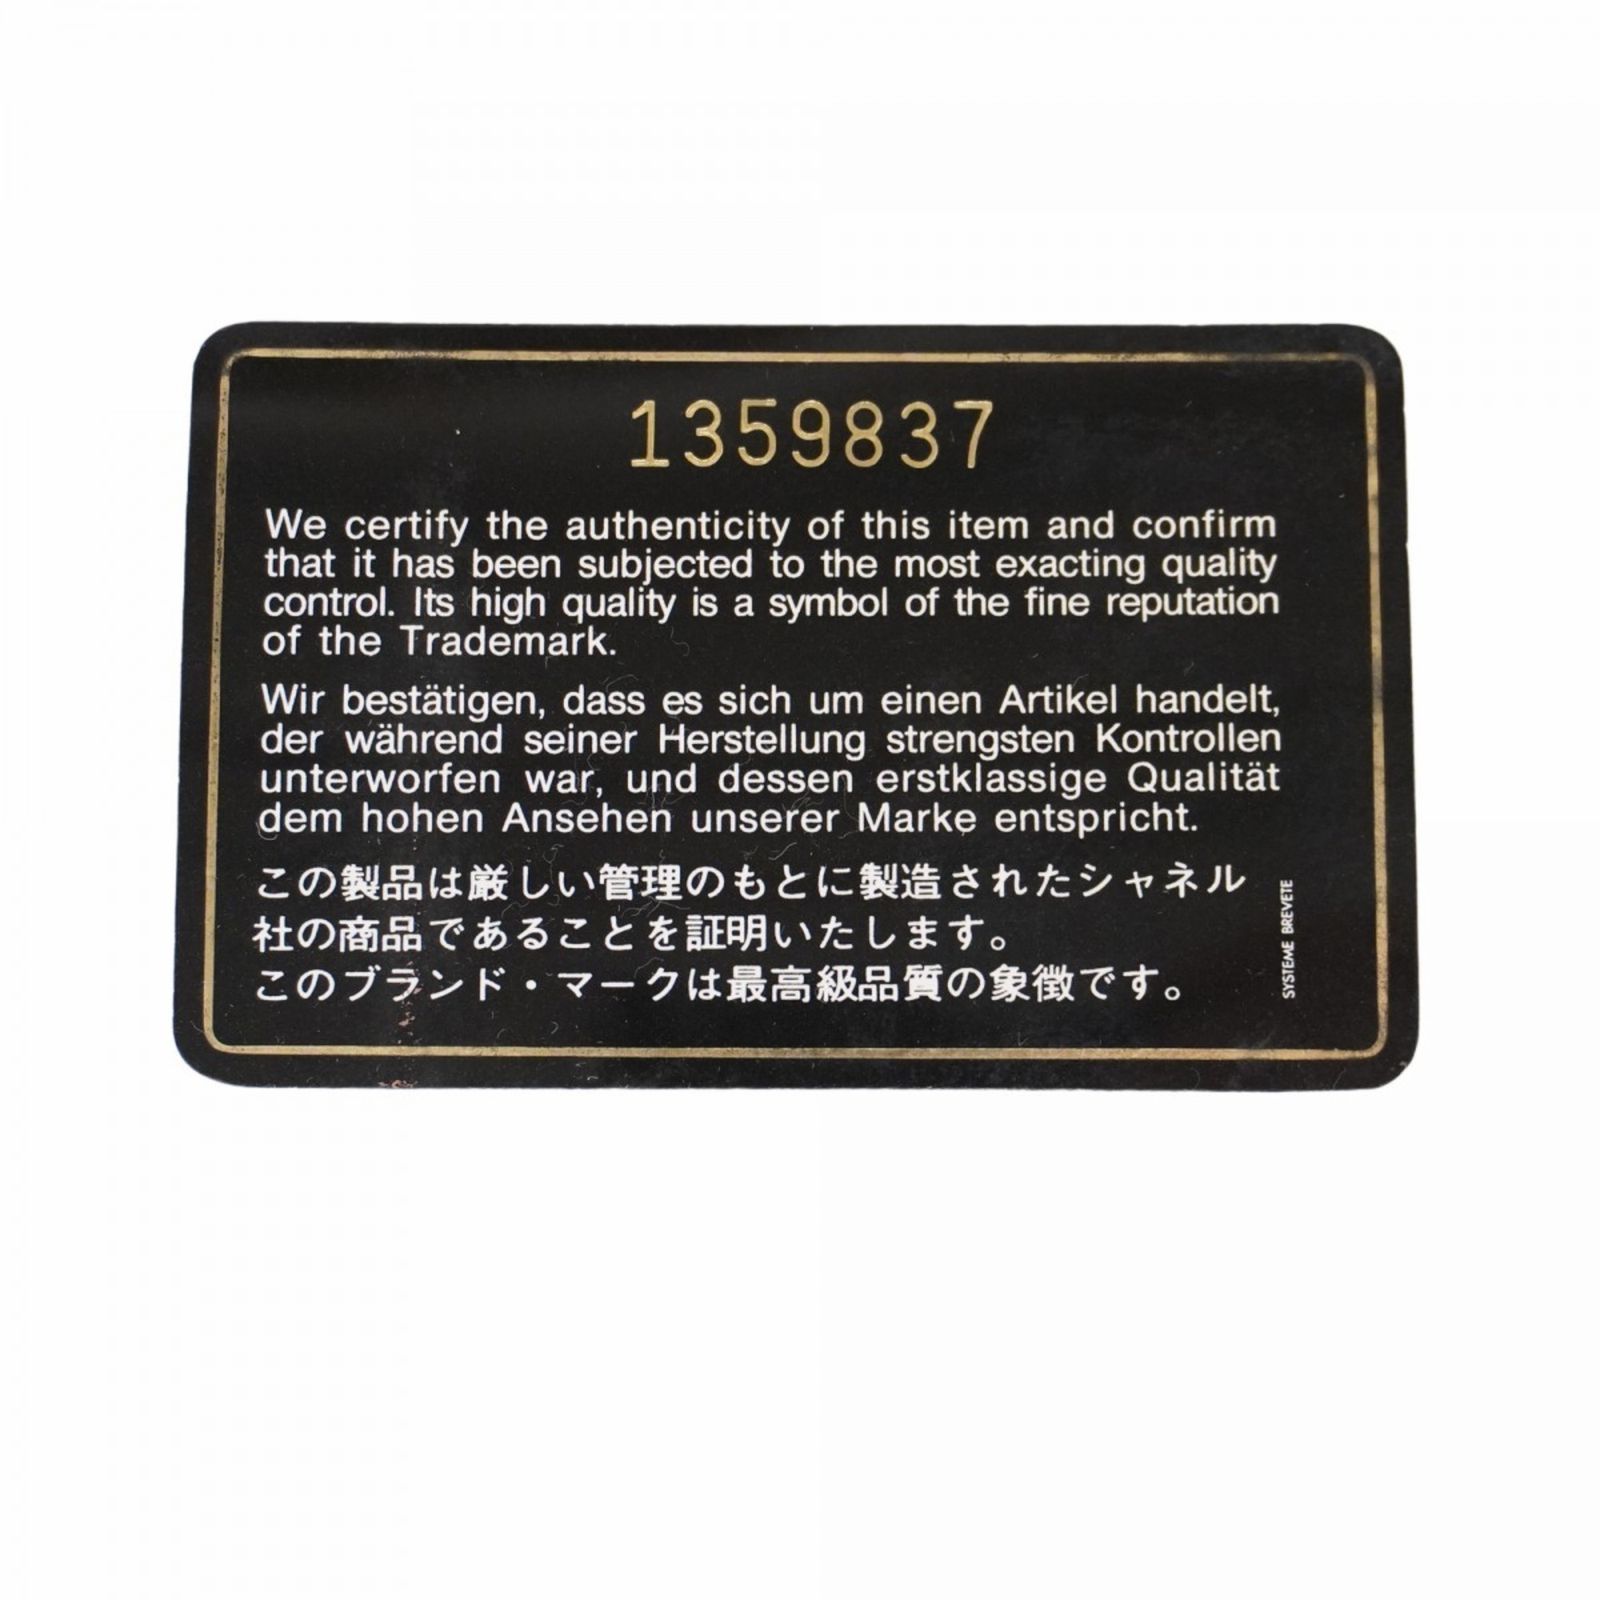 1359837
We certify the authenticity of this item and confirm
that it has been subjected to the most exacting quality
control. Its high quality is a symbol of the fine reputation
of the Trademark.
Wir bestätigen, dass es sich um einen Artikel handelt,
der während seiner Herstellung strengsten Kontrollen
unterworfen war, und dessen erstklassige Qualität
dem hohen Ansehen unserer Marke entspricht.
この製品は厳しい管理のもとに製造されたシャネル
社の商品であることを証明いたします。
このブランド・マークは最高級品質の象徴です。
SYSTEME BREVETE